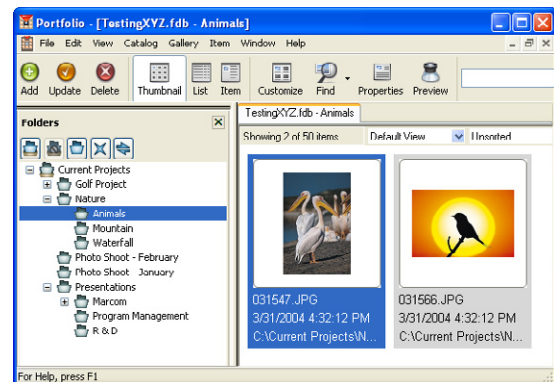 Portfolio - [TestingXYZ.fdb - Animals]
File Edit View Catalog Gallery Item Window Help
Add Update Delete Thumbnail List Item Customize Find Properties Preview
Folders
TestingXYZ.fdb - Animals
Showing 2 of 50 items Default View Unsorted
Current Projects
Golf Project
Nature
Animals
Mountain
Waterfall
Photo Shoot - February
Photo Shoot January
Presentations
Marcom
Program Management
R & D
031547.JPG
3/31/2004 4:32:12 PM
C:\Current Projects\N...
031566.JPG
3/31/2004 4:32:12 PM
C:\Current Projects\N...
For Help, press F1